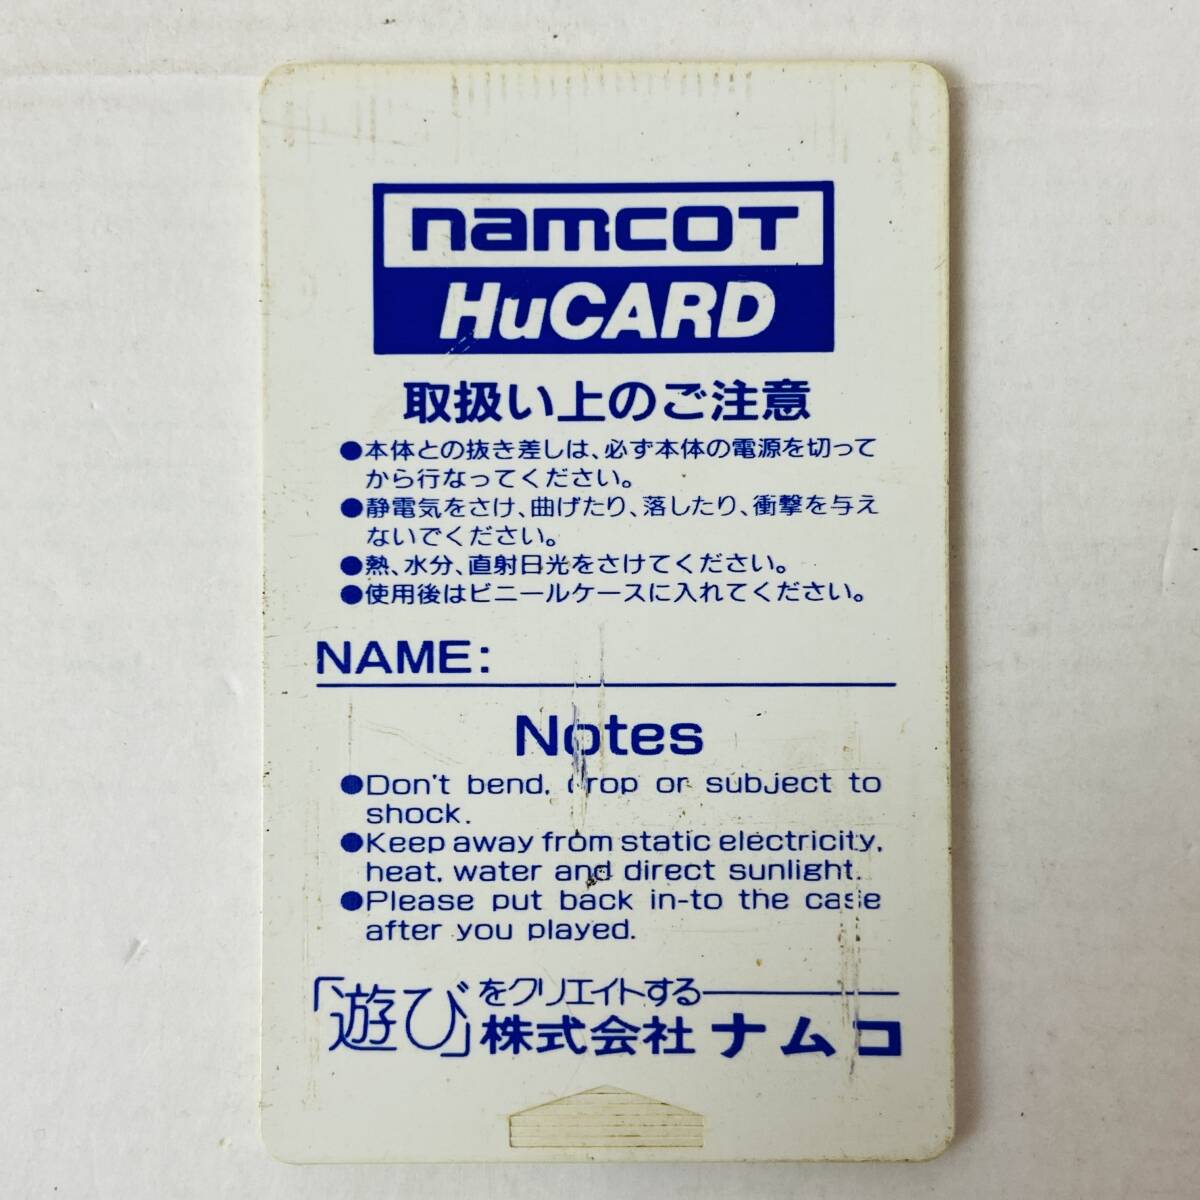 namcoT
HuCARD
取扱い上のご注意
●本体との抜き差しは、必ず本体の電源を切って
から行なってください。
●静電気をさけ、曲げたり、落したり、衝撃を与え
ないでください。
●熱、水分、直射日光をさけてください。
●使用後はビニールケースに入れてください。
NAME:
Notes
●Don't bend, drop or subject to
shock.
●Keep away from static electricity,
heat, water and direct sunlight.
●Please put back in-to the case
after you played.
「遊び」をクリエイトする
株式会社 ナムコ